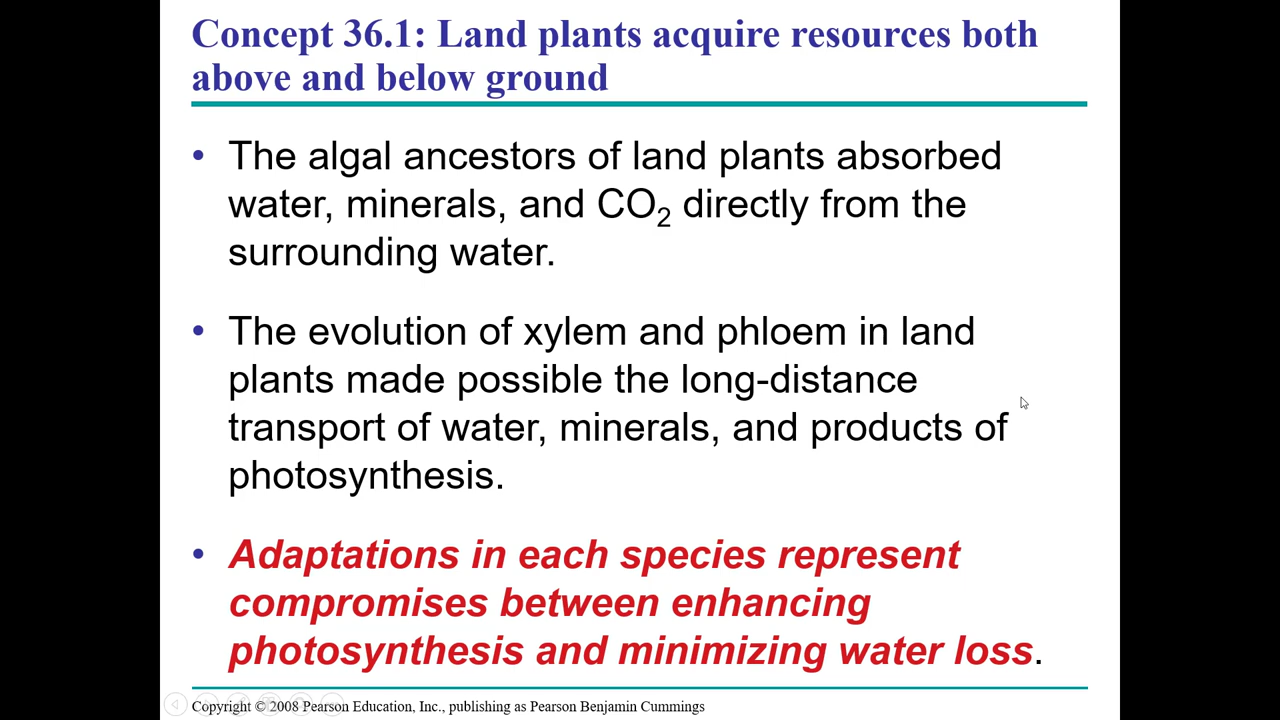 Concept 36.1: Land plants acquire resources both
above and below ground
• The algal ancestors of land plants absorbed
water, minerals, and CO₂ directly from the
surrounding water.
• The evolution of xylem and phloem in land
plants made possible the long-distance
transport of water, minerals, and products of
photosynthesis.
• Adaptations in each species represent
compromises between enhancing
photosynthesis and minimizing water loss.
Copyright © 2008 Pearson Education, Inc., publishing as Pearson Benjamin Cummings